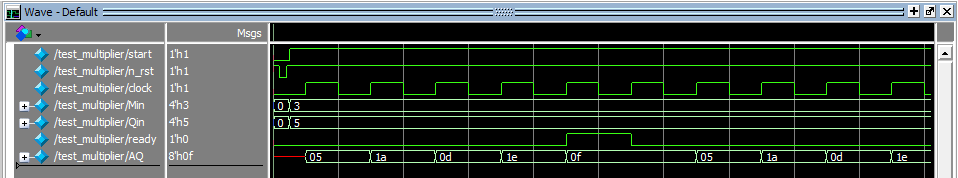 Wave - Default
Msgs
/test_multiplier/start 1'h1
/test_multiplier/n_rst 1'h1
/test_multiplier/clock 1'h1
/test_multiplier/Min 4'h3 0 3
/test_multiplier/Qin 4'h5 0 5
/test_multiplier/ready 1'h0
/test_multiplier/AQ 8'h0f 05 1a 0d 1e 0f 05 1a 0d 1e